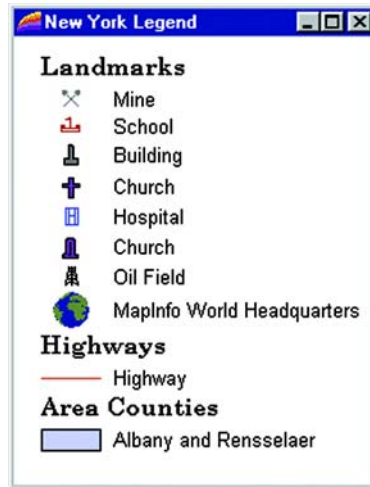 New York Legend
Landmarks
Mine
School
Building
Church
Hospital
Church
Oil Field
MapInfo World Headquarters
Highways
Highway
Area Counties
Albany and Rensselaer